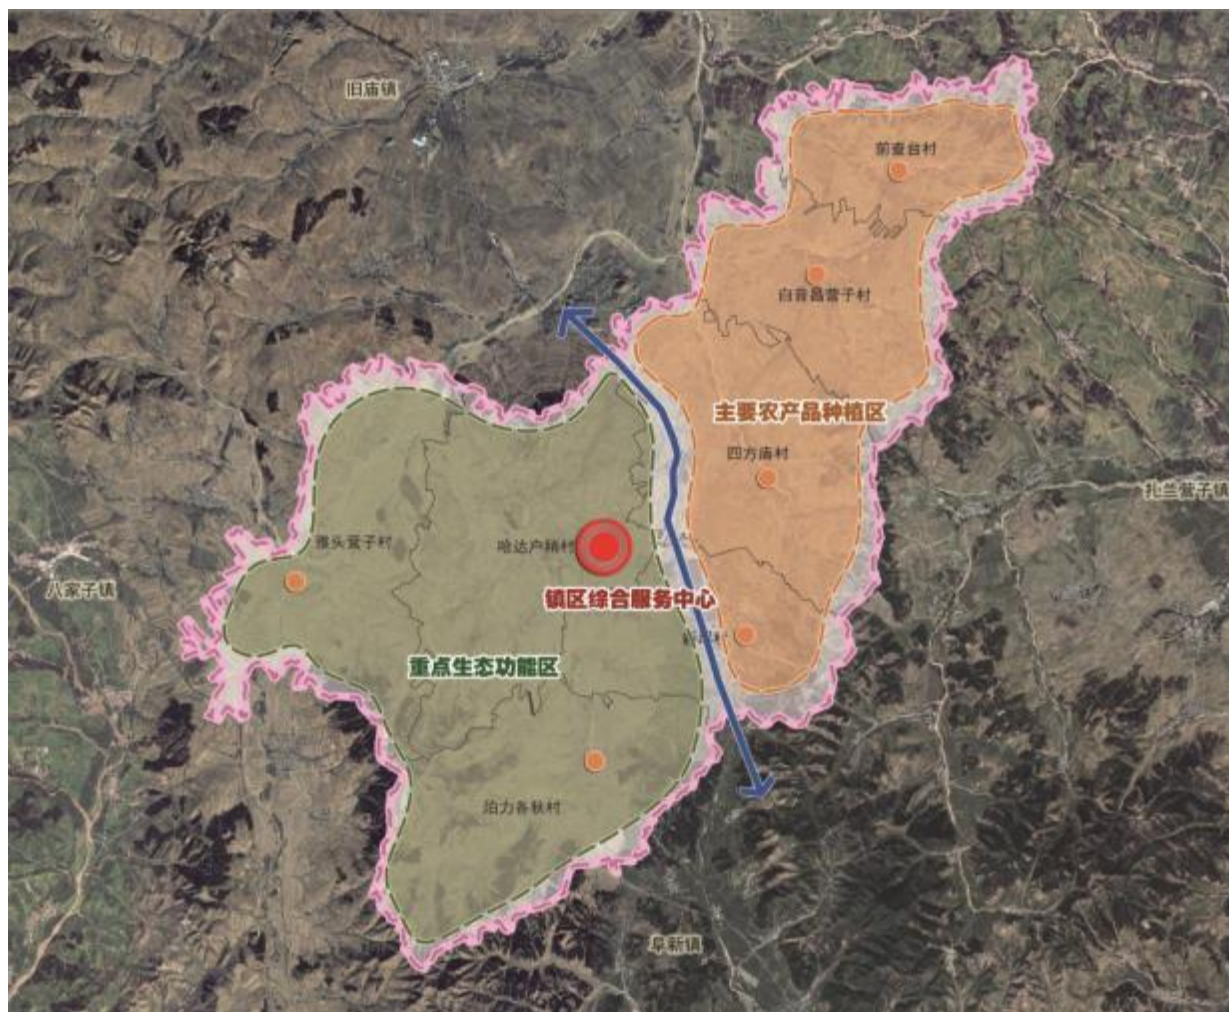 旧庙镇
前查台村
白音昌营子村
主要农产品种植区
四方庙村
扎兰营子镇
雅头营子村
哈达户稍村
八家子镇
镇区综合服务中心
重点生态功能区
泊力各秋村
阜新镇